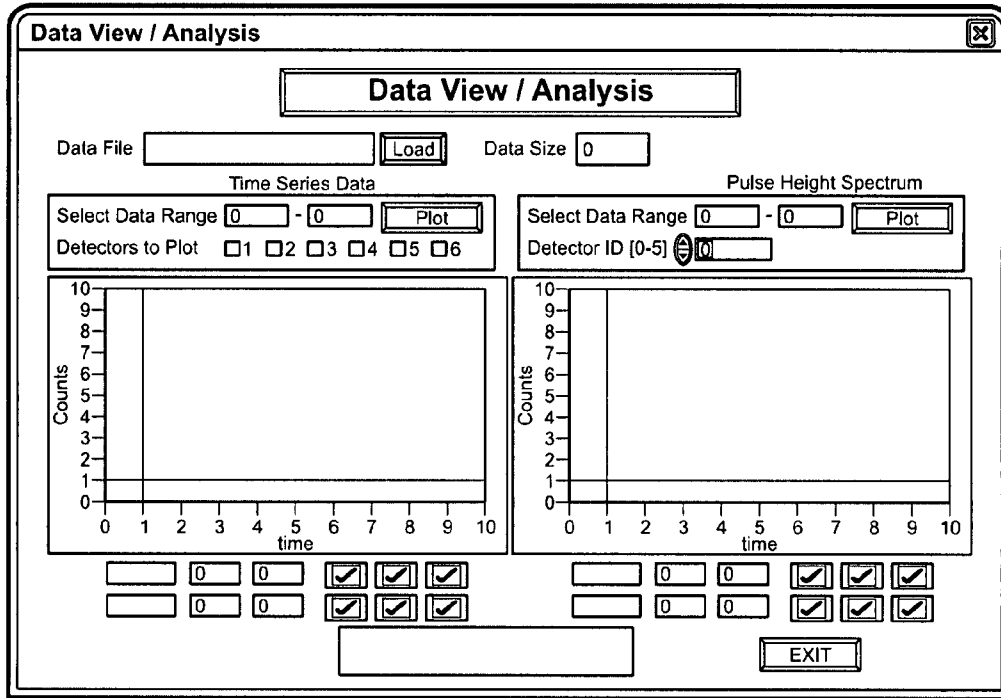 Data View / Analysis
Data View / Analysis
Data File Load Data Size 0
Time Series Data
Select Data Range 0 - 0 Plot
Detectors to Plot 1 2 3 4 5 6
Pulse Height Spectrum
Select Data Range 0 - 0 Plot
Detector ID [0-5] 0
10
9
8
7
6
5
4
3
2
1
0
Counts
0 1 2 3 4 5 6 7 8 9 10
time
10
9
8
7
6
5
4
3
2
1
0
Counts
0 1 2 3 4 5 6 7 8 9 10
time
0 0
0 0
0 0
0 0
EXIT